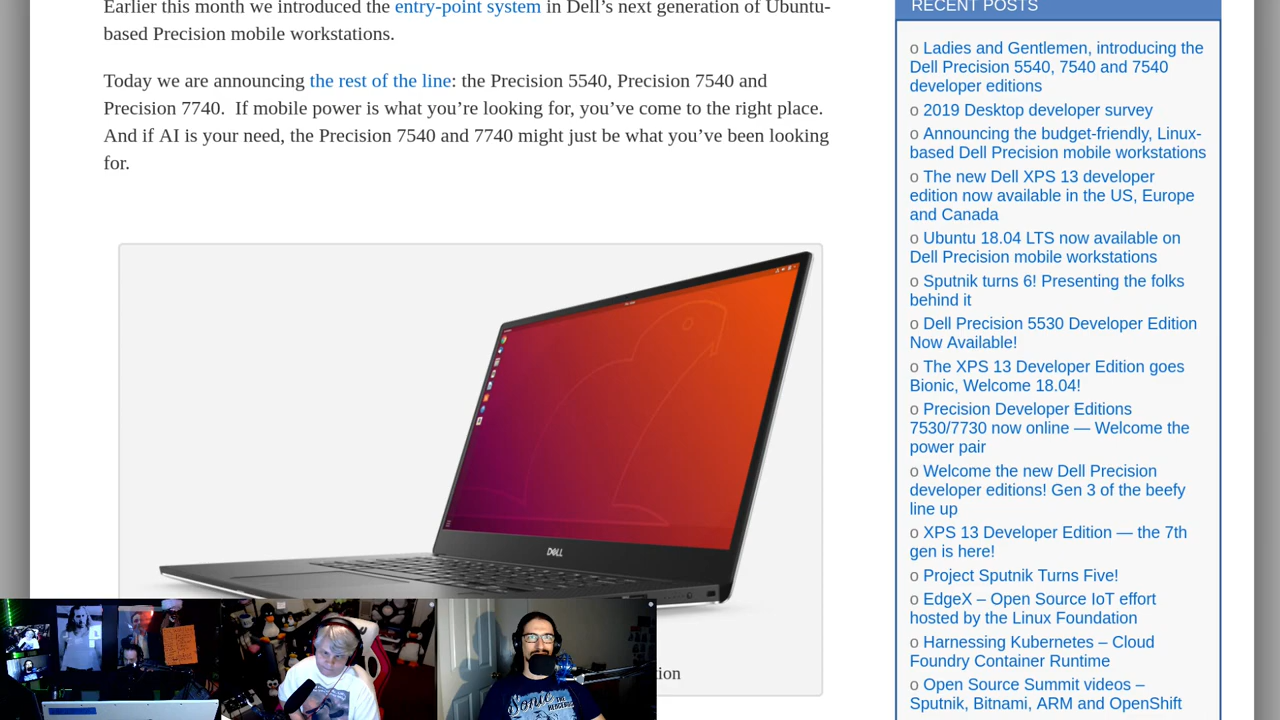 Earlier this month we introduced the entry-point system in Dell’s next generation of Ubuntu-
based Precision mobile workstations.
Today we are announcing the rest of the line: the Precision 5540, Precision 7540 and
Precision 7740.  If mobile power is what you’re looking for, you’ve come to the right place.
And if AI is your need, the Precision 7540 and 7740 might just be what you’ve been looking
for.
DELL
tion
Sonic
THE
HEDGEHOG
RECENT POSTS
o Ladies and Gentlemen, introducing the
Dell Precision 5540, 7540 and 7540
developer editions
o 2019 Desktop developer survey
o Announcing the budget-friendly, Linux-
based Dell Precision mobile workstations
o The new Dell XPS 13 developer
edition now available in the US, Europe
and Canada
o Ubuntu 18.04 LTS now available on
Dell Precision mobile workstations
o Sputnik turns 6! Presenting the folks
behind it
o Dell Precision 5530 Developer Edition
Now Available!
o The XPS 13 Developer Edition goes
Bionic, Welcome 18.04!
o Precision Developer Editions
7530/7730 now online — Welcome the
power pair
o Welcome the new Dell Precision
developer editions! Gen 3 of the beefy
line up
o XPS 13 Developer Edition — the 7th
gen is here!
o Project Sputnik Turns Five!
o EdgeX – Open Source IoT effort
hosted by the Linux Foundation
o Harnessing Kubernetes – Cloud
Foundry Container Runtime
o Open Source Summit videos –
Sputnik, Bitnami, ARM and OpenShift